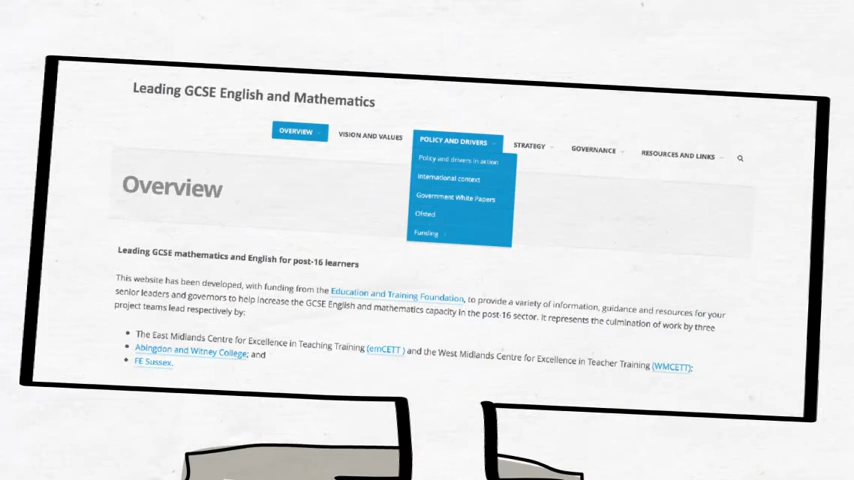 Leading GCSE English and Mathematics
OVERVIEW VISION AND VALUES POLICY AND DRIVERS STRATEGY GOVERNANCE RESOURCES AND LINKS
Policy and drivers in action
International context
Government White Papers
Ofsted
Funding
Overview
Leading GCSE mathematics and English for post-16 learners
This website has been developed, with funding from the Education and Training Foundation, to provide a variety of information, guidance and resources for your
senior leaders and governors to help increase the GCSE English and mathematics capacity in the post-16 sector. It represents the culmination of work by three
project teams lead respectively by:
The East Midlands Centre for Excellence in Teaching Training (emCETT ) and the West Midlands Centre for Excellence in Teacher Training (WMCETT);
Abingdon and Witney College; and
FE Sussex.